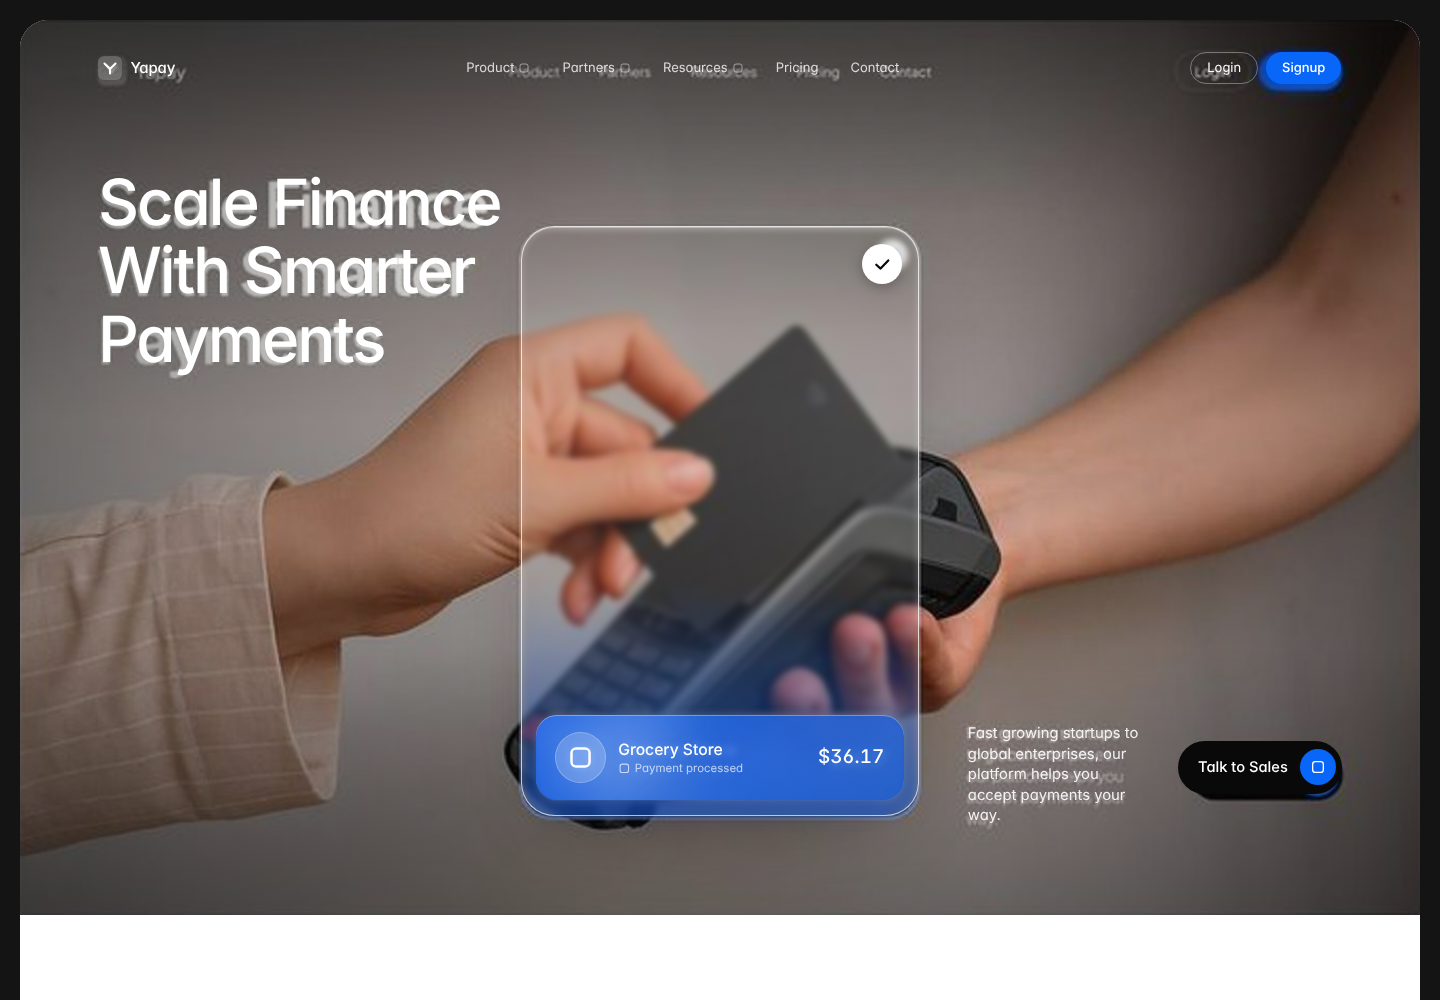 Yapay
Product
Partners
Resources
Pricing
Contact
Login
Signup
Scale Finance
With Smarter
Payments
Grocery Store
Payment processed
$36.17
Fast growing startups to
global enterprises, our
platform helps you
accept payments your
way.
Talk to Sales